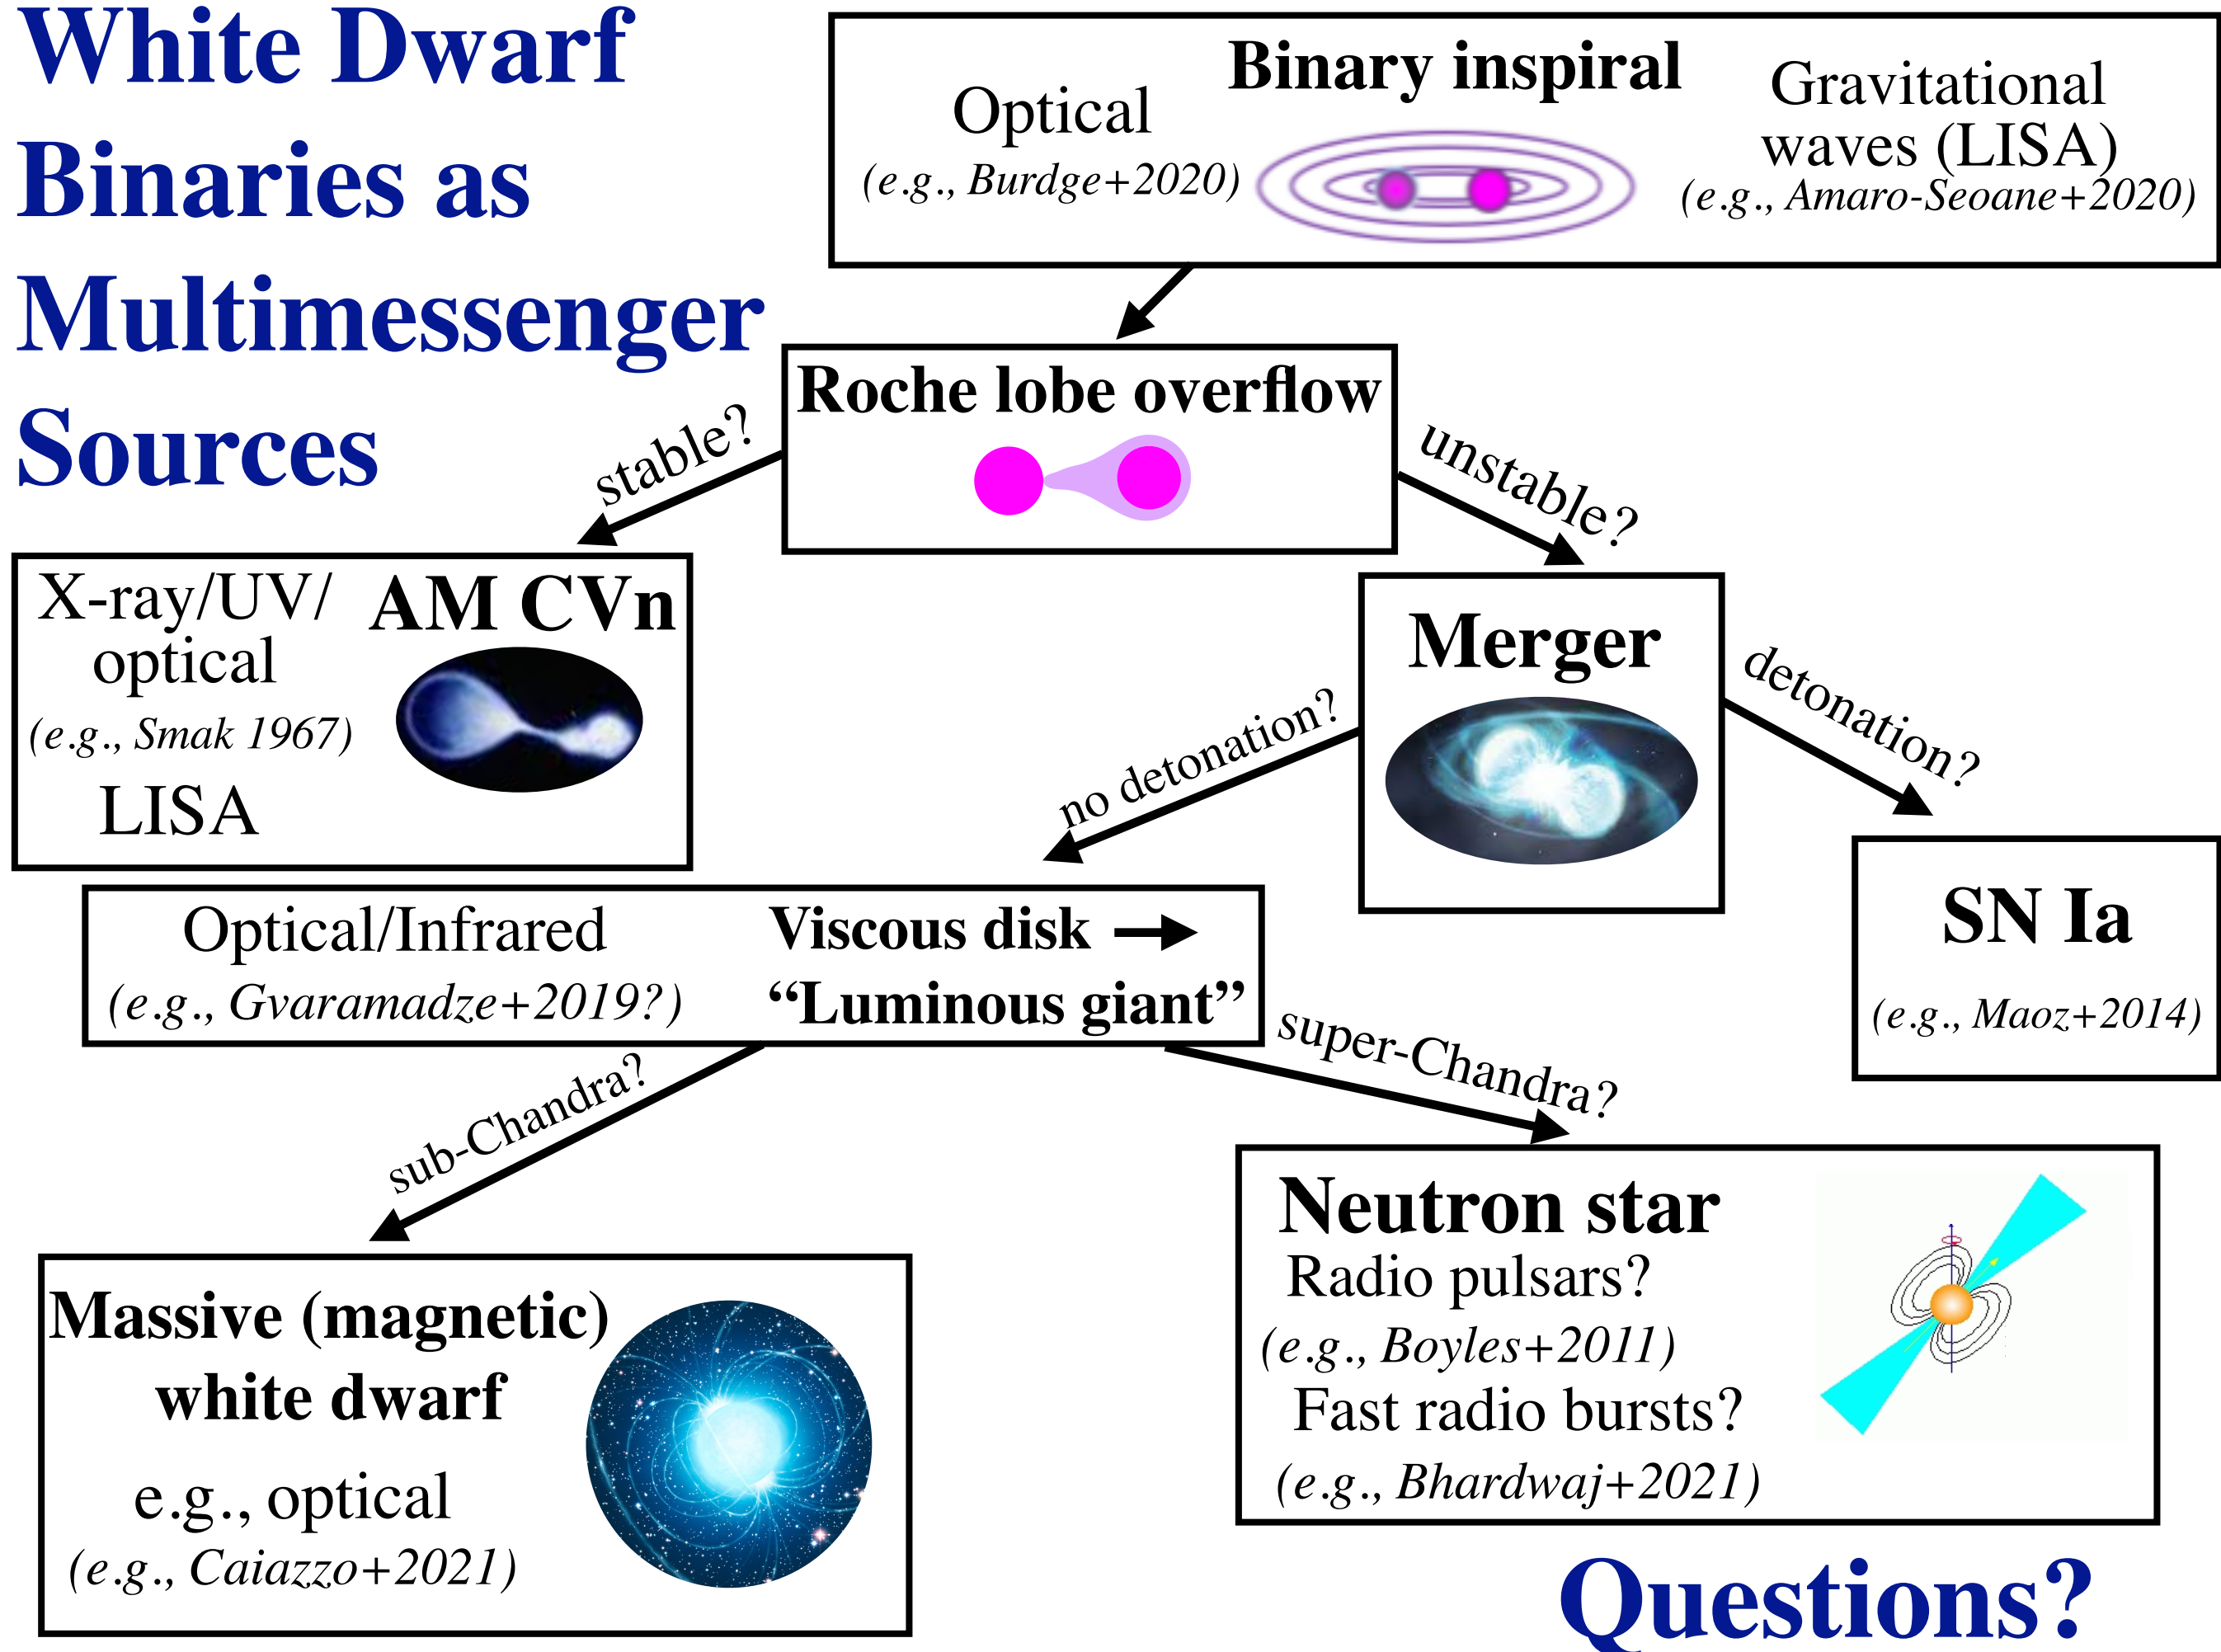 White Dwarf
Binaries as
Multimessenger
Sources
Binary inspiral
Optical
(e.g., Burdge+2020)
Gravitational
waves (LISA)
(e.g., Amaro-Seoane+2020)
Roche lobe overflow
stable?
unstable?
X-ray/UV/
optical
(e.g., Smak 1967)
LISA
AM CVn
Merger
no detonation?
detonation?
SN Ia
(e.g., Maoz+2014)
Optical/Infrared
(e.g., Gvaramadze+2019?)
Viscous disk →
“Luminous giant”
sub-Chandra?
super-Chandra?
Massive (magnetic)
white dwarf
e.g., optical
(e.g., Caiazzo+2021)
Neutron star
Radio pulsars?
(e.g., Boyles+2011)
Fast radio bursts?
(e.g., Bhardwaj+2021)
Questions?